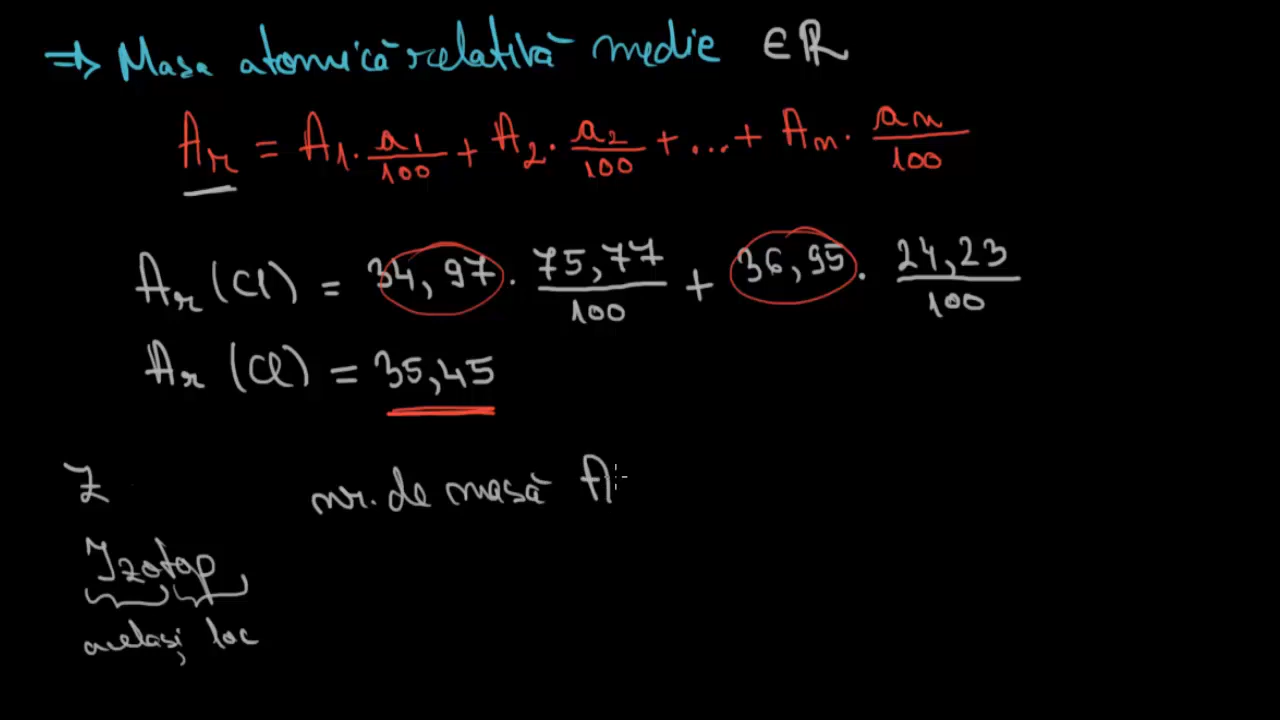 ⇒ Masa atomică relativă medie ∈ ℝ
Ar = A1 · a1/100 + A2 · a2/100 + ... + An · an/100
Ar (Cl) = 34,97 · 75,77/100 + 36,95 · 24,23/100
Ar (Cl) = 35,45
Z nr. de masă A
Izotop
același loc